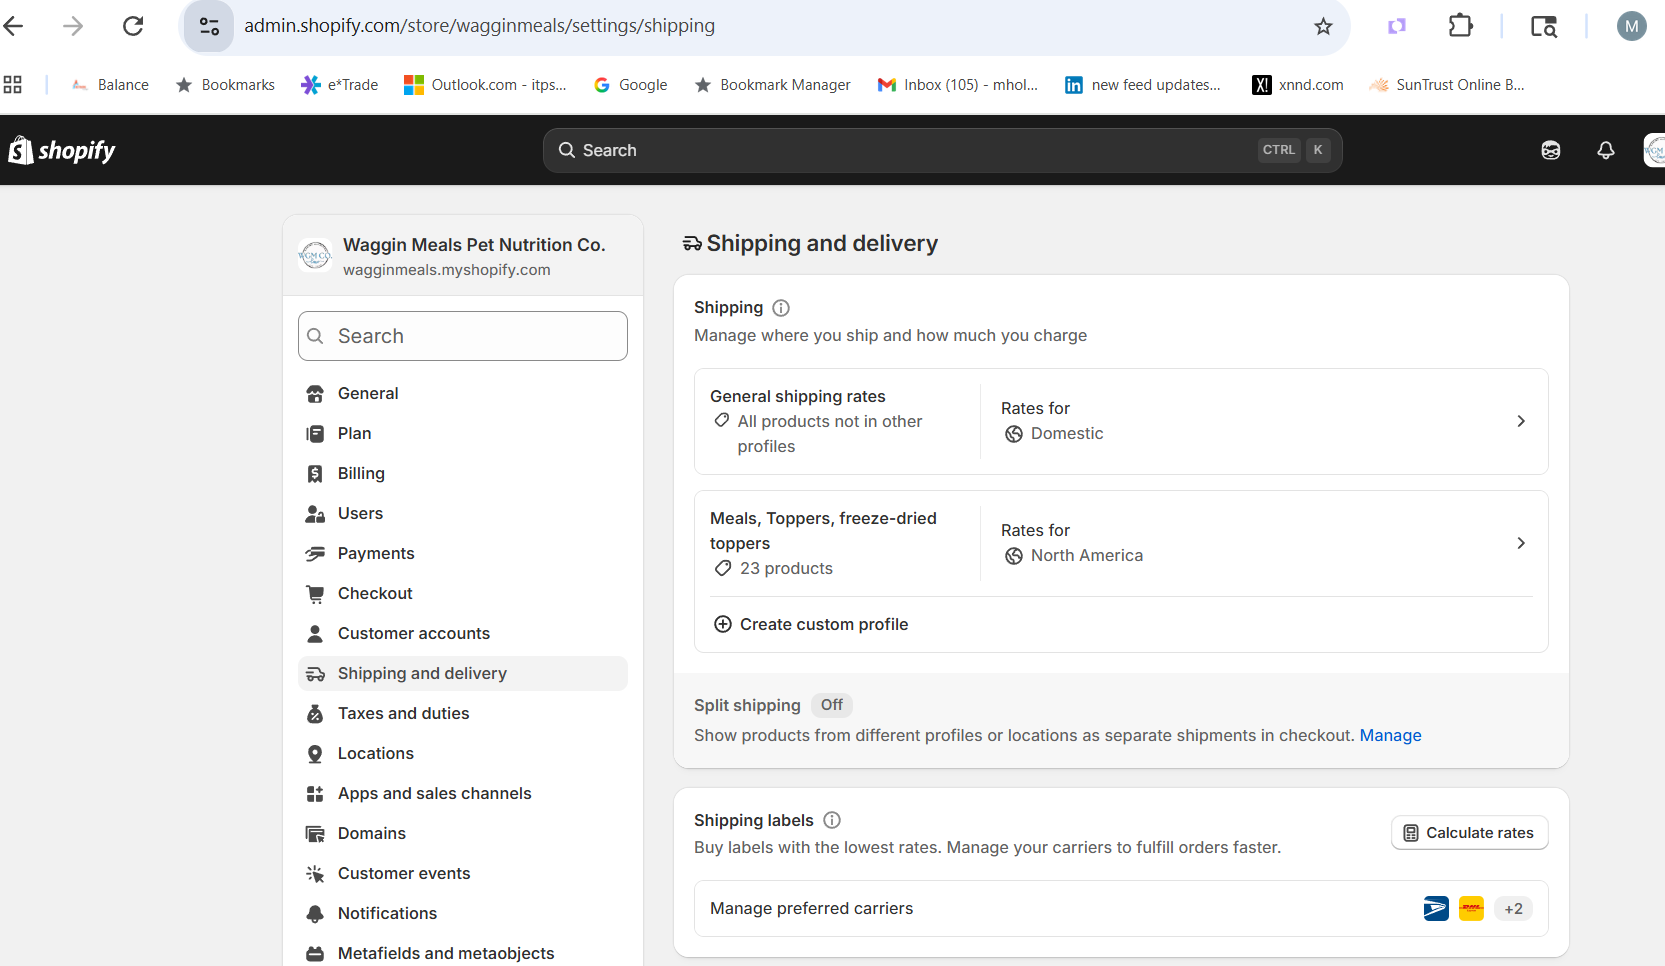 admin.shopify.com/store/wagginmeals/settings/shipping
M
Balance
Bookmarks
e*Trade
Outlook.com - itps...
Google
Bookmark Manager
Inbox (105) - mhol...
new feed updates...
X!
xnnd.com
SunTrust Online B...
shopify
Search
CTRL K
Waggin Meals Pet Nutrition Co.
wagginmeals.myshopify.com
Search
General
Plan
Billing
Users
Payments
Checkout
Customer accounts
Shipping and delivery
Taxes and duties
Locations
Apps and sales channels
Domains
Customer events
Notifications
Metafields and metaobjects
Shipping and delivery
Shipping
Manage where you ship and how much you charge
General shipping rates
All products not in other
profiles
Rates for
Domestic
Meals, Toppers, freeze-dried
toppers
23 products
Rates for
North America
Create custom profile
Split shipping Off
Show products from different profiles or locations as separate shipments in checkout. Manage
Shipping labels
Buy labels with the lowest rates. Manage your carriers to fulfill orders faster.
Calculate rates
Manage preferred carriers
+2